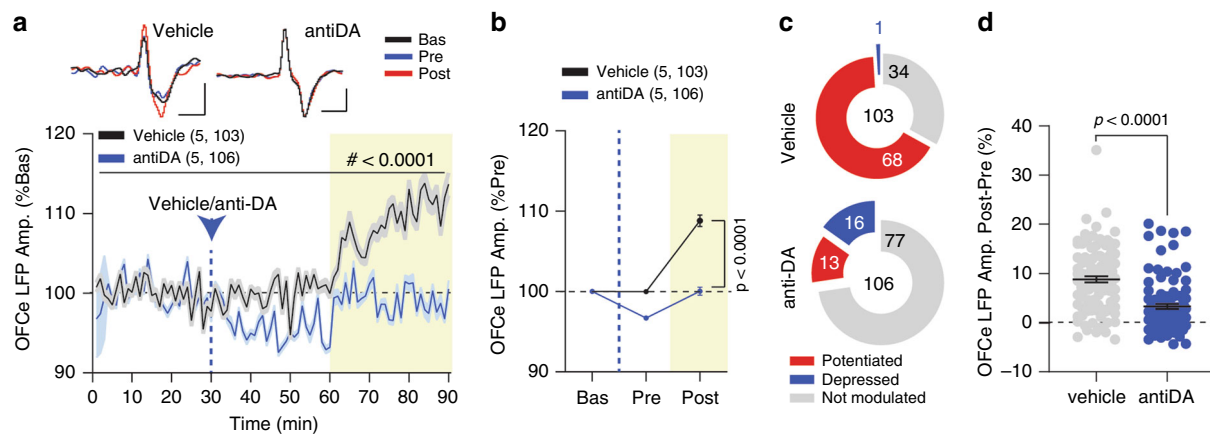 a
Vehicle
antiDA
Bas
Pre
Post
Vehicle (5, 103)
antiDA (5, 106)
# < 0.0001
Vehicle/anti-DA
OFCe LFP Amp. (%Bas)
120
110
100
90
0 10 20 30 40 50 60 70 80 90
Time (min)
b
Vehicle (5, 103)
antiDA (5, 106)
OFCe LFP Amp. (%Pre)
120
110
100
90
p < 0.0001
Bas Pre Post
c
Vehicle
1
34
103
68
anti-DA
16
13
77
106
Potentiated
Depressed
Not modulated
d
p < 0.0001
OFCe LFP Amp. Post-Pre (%)
40
30
20
10
0
−10
vehicle antiDA